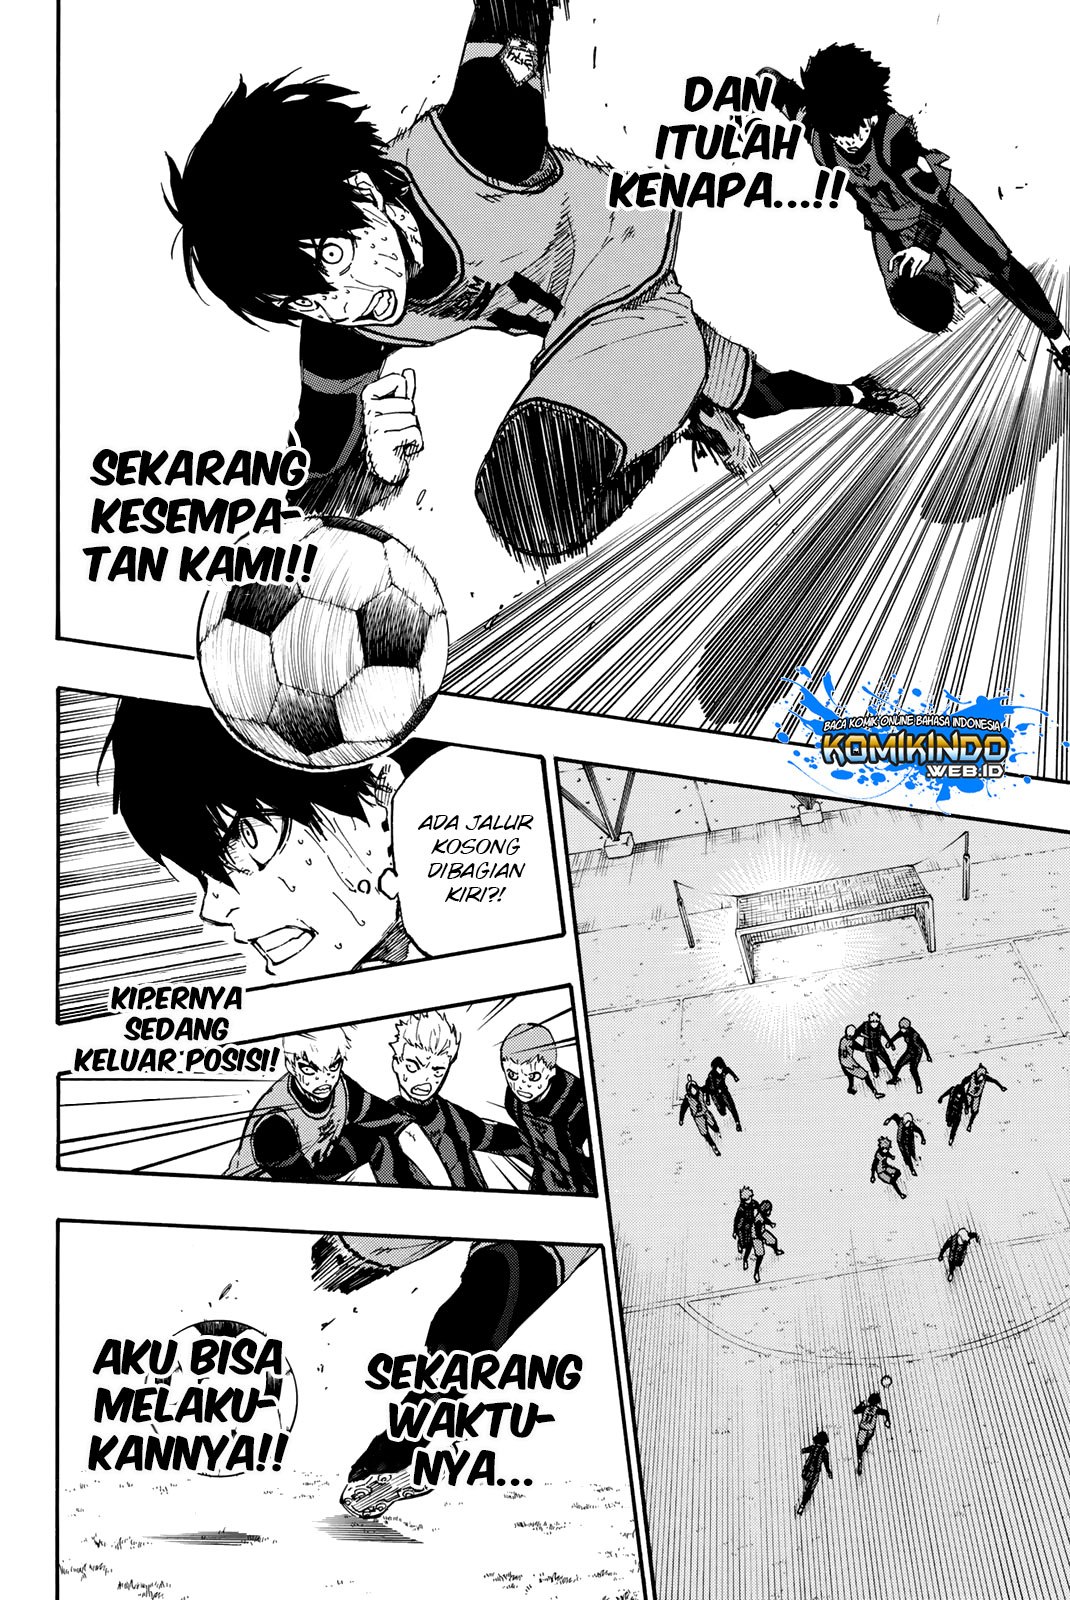 DAN
ITULAH
KENAPA...!!
SEKARANG
KESEMPA-
TAN KAMI!!
BACA KOMIK ONLINE BAHASA INDONESIA
KOMIKINDO
.WEB.ID
ADA JALUR
KOSONG
DIBAGIAN
KIRI?!
KIPERNYA
SEDANG
KELUAR POSISI!
SEKARANG
WAKTU-
NYA...
AKU BISA
MELAKU-
KANNYA!!